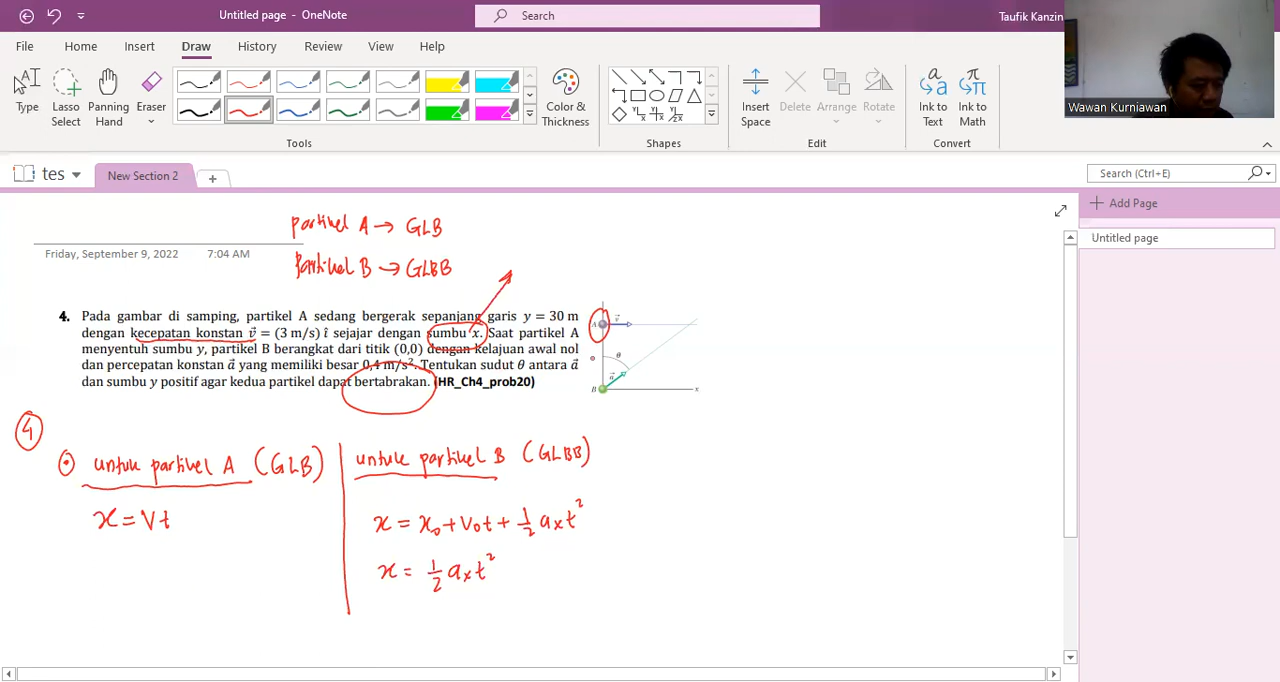 Untitled page - OneNote
Search
Taufik Kanzin
File
Home
Insert
Draw
History
Review
View
Help
Type
Lasso Select
Panning Hand
Eraser
Color & Thickness
Insert Space
Delete
Arrange
Rotate
Ink to Text
Ink to Math
Tools
Shapes
Edit
Convert
Wawan Kurniawan
tes
New Section 2
Search (Ctrl+E)
Add Page
Untitled page
partikel A → GLB
Friday, September 9, 2022 7:04 AM
Partikel B → GLBB
4. Pada gambar di samping, partikel A sedang bergerak sepanjang garis y = 30 m
dengan kecepatan konstan v⃗ = (3 m/s) î sejajar dengan sumbu x. Saat partikel A
menyentuh sumbu y, partikel B berangkat dari titik (0,0) dengan kelajuan awal nol
dan percepatan konstan a⃗ yang memiliki besar 0,4 m/s². Tentukan sudut θ antara a⃗
dan sumbu y positif agar kedua partikel dapat bertabrakan. (HR_Ch4_prob20)
A
v⃗
θ
a⃗
B
x
4
untuk partikel A (GLB)
x = Vt
untuk partikel B (GLBB)
x = x₀ + V₀t + ½ aₓt²
x = ½ aₓt²